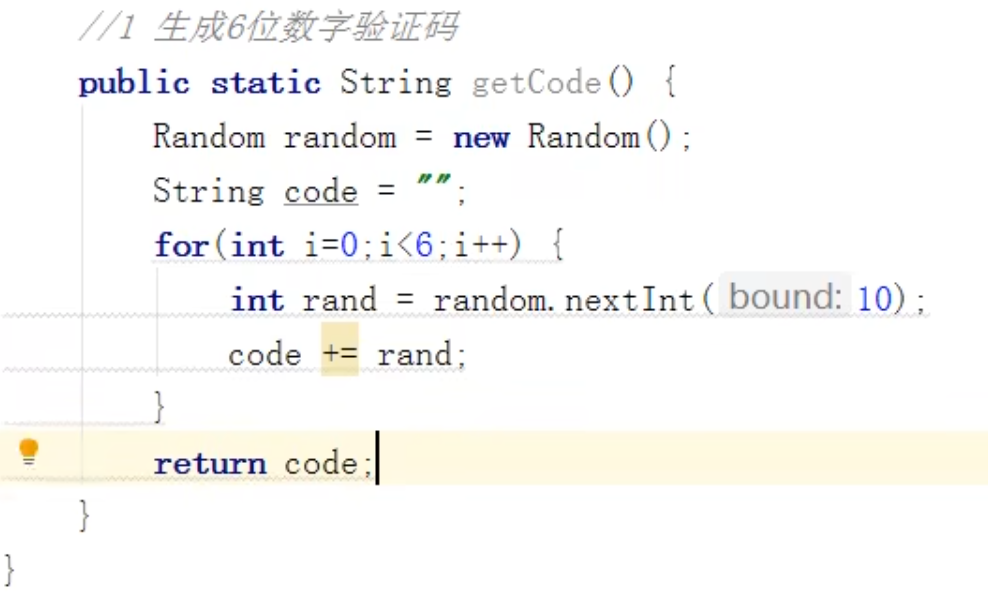 //1 生成6位数字验证码
public static String getCode() {
Random random = new Random();
String code = "";
for(int i=0;i<6;i++) {
int rand = random.nextInt( bound: 10);
code += rand;
}
return code;
}
}